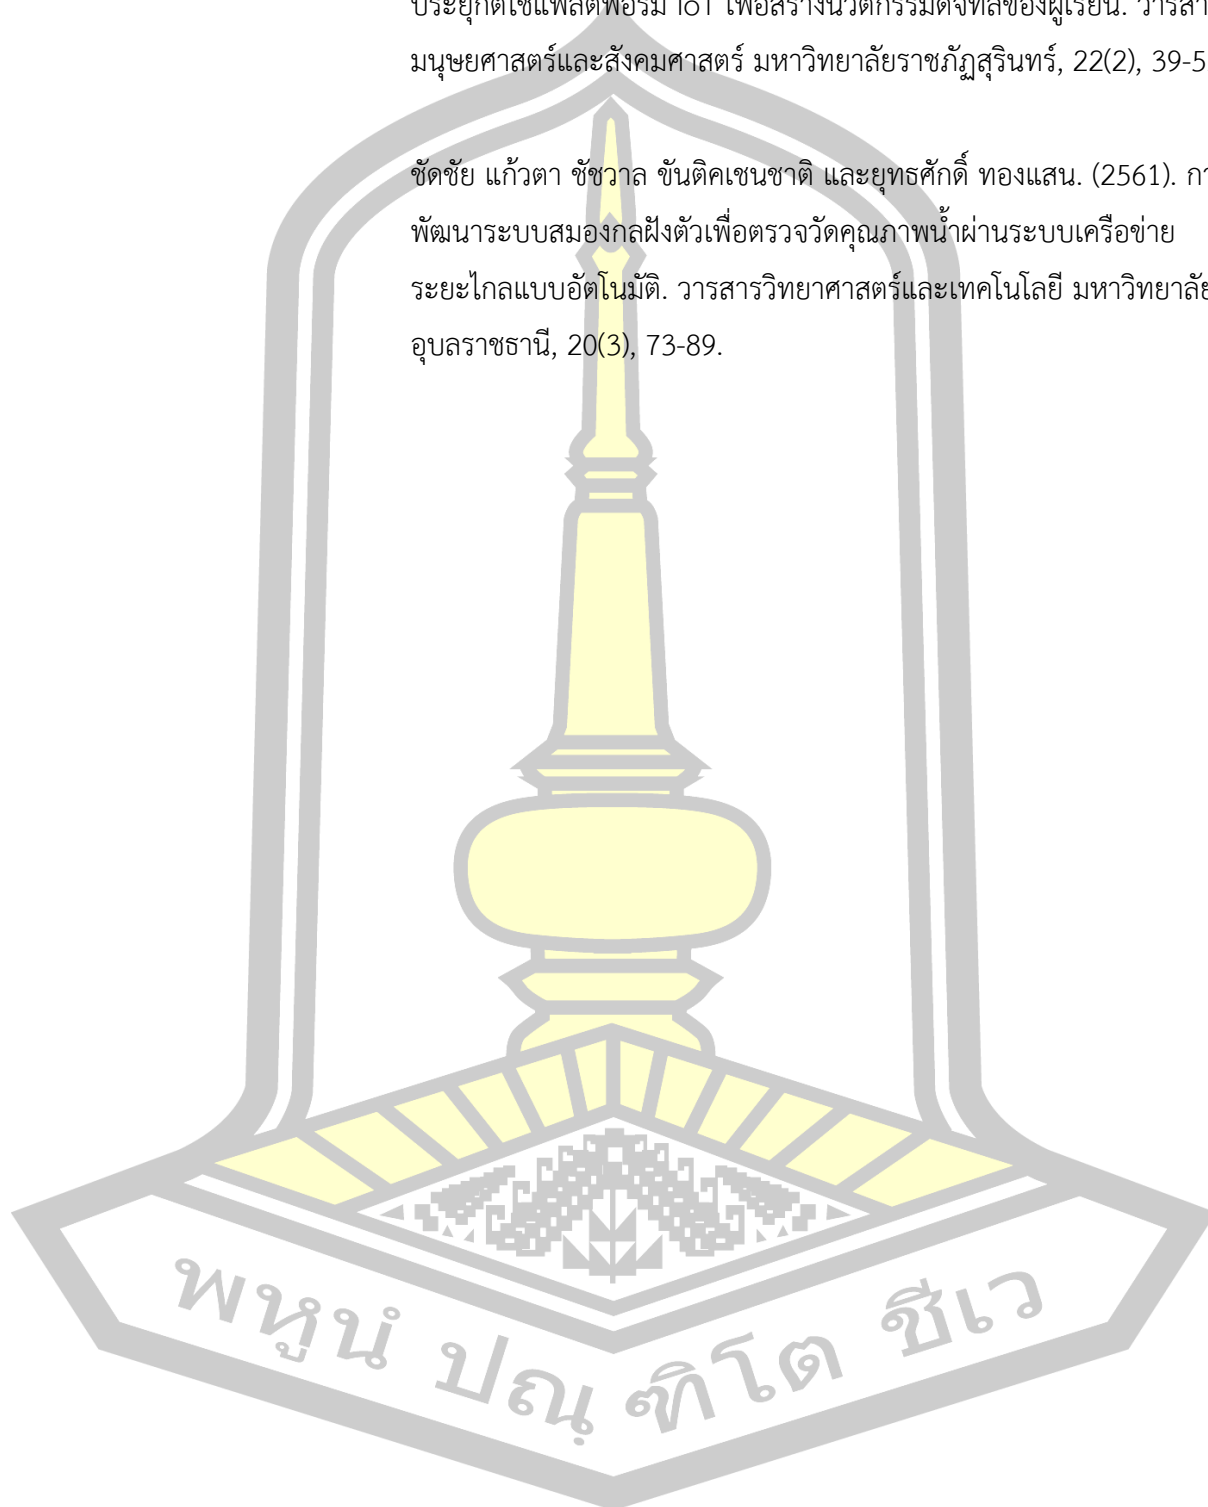 ประยุกต์ใช้แพลตฟอร์ม IoT เพื่อสร้างนวัตกรรมดิจิทัลของผู้เรียน. วารสา
มนุษยศาสตร์และสังคมศาสตร์ มหาวิทยาลัยราชภัฏสุรินทร์, 22(2), 39-5
ชัดชัย แก้วตา ชัชวาล ขันติคเชนชาติ และยุทธศักดิ์ ทองแสน. (2561). กา
พัฒนาระบบสมองกลฝังตัวเพื่อตรวจวัดคุณภาพน้ำผ่านระบบเครือข่าย
ระยะไกลแบบอัตโนมัติ. วารสารวิทยาศาสตร์และเทคโนโลยี มหาวิทยาลัย
อุบลราชธานี, 20(3), 73-89.
พหูนํ ปณฺฑิโต ชีเว